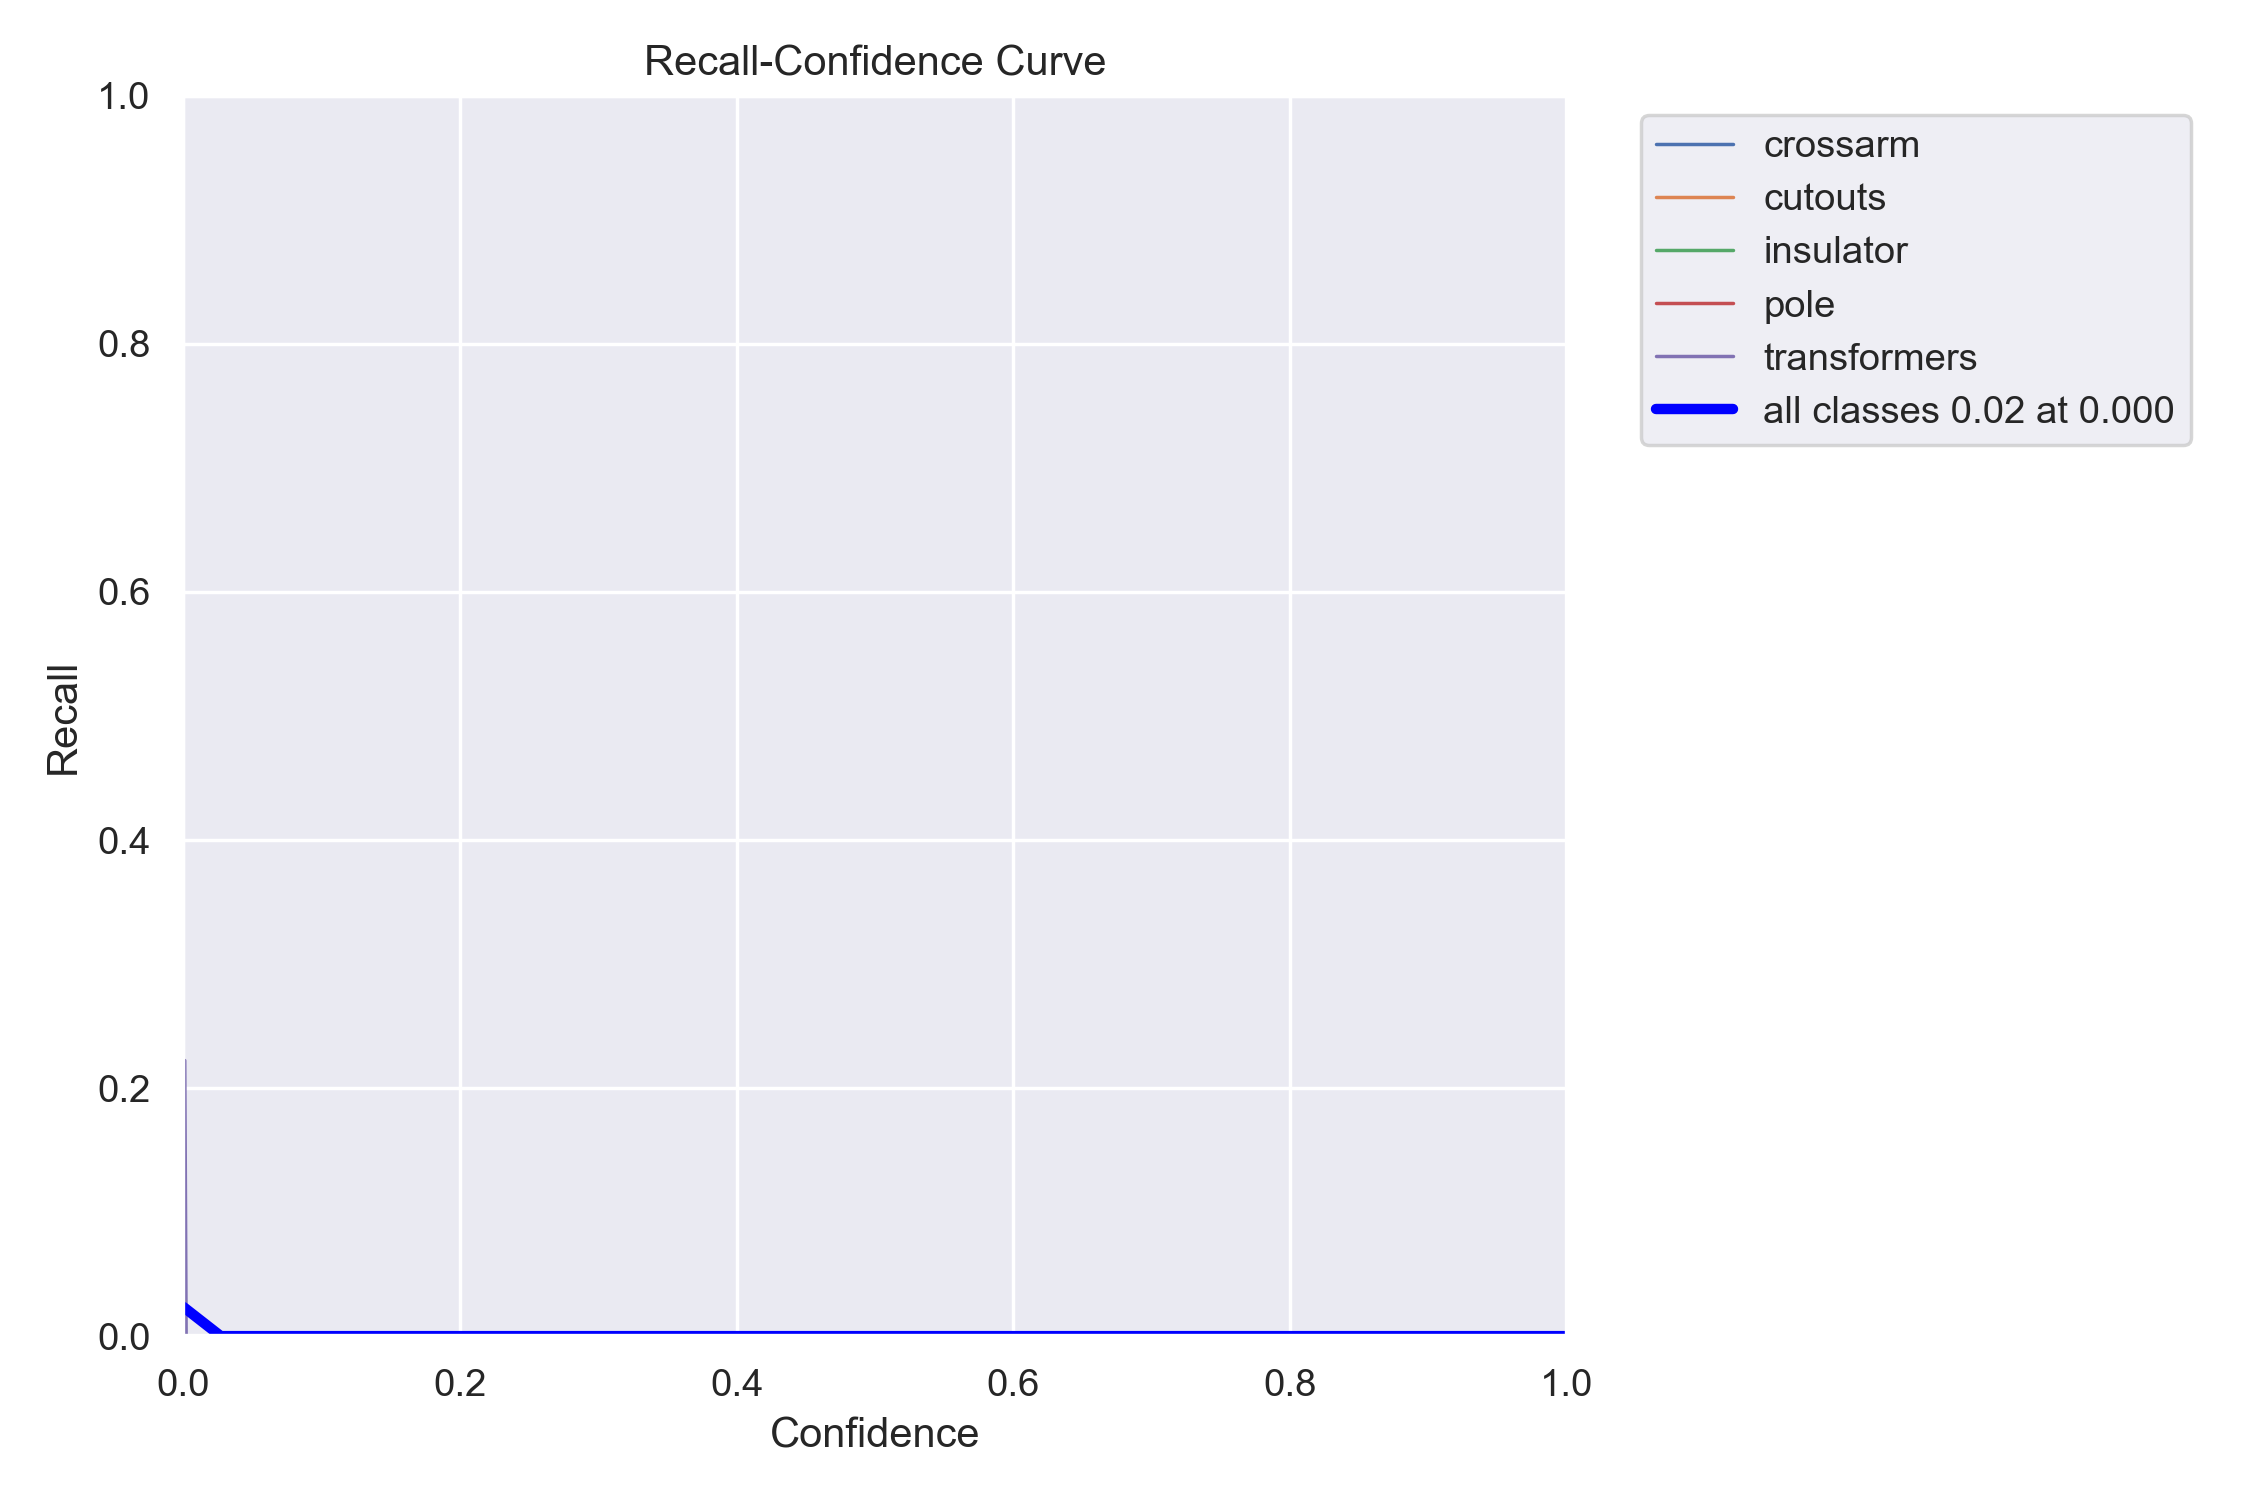 Recall-Confidence Curve
1.0
0.8
0.6
0.4
0.2
0.0
Recall
0.0 0.2 0.4 0.6 0.8 1.0
Confidence
crossarm
cutouts
insulator
pole
transformers
all classes 0.02 at 0.000